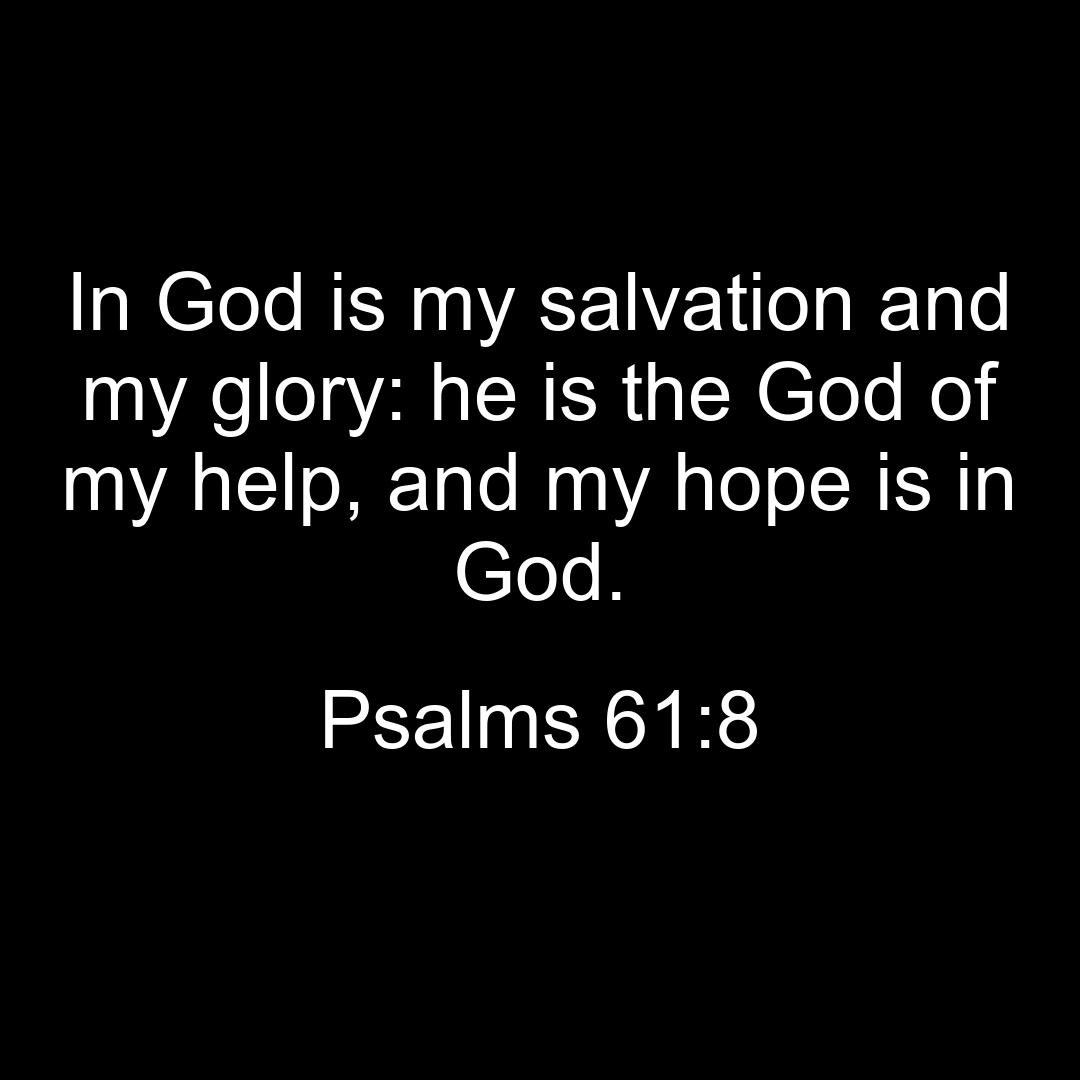 In God is my salvation and
my glory: he is the God of
my help, and my hope is in
God.
Psalms 61:8